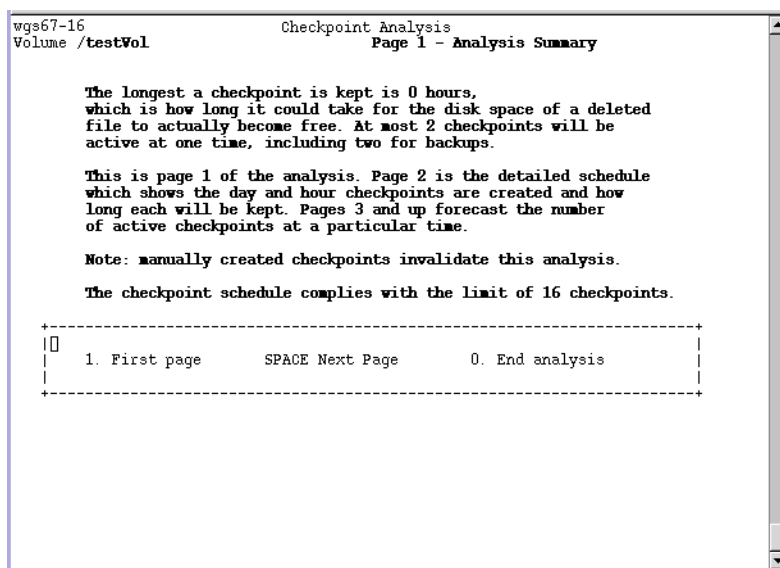 wgs67-16 Checkpoint Analysis
Volume /testVol Page 1 - Analysis Summary
The longest a checkpoint is kept is 0 hours,
which is how long it could take for the disk space of a deleted
file to actually become free. At most 2 checkpoints will be
active at one time, including two for backups.
This is page 1 of the analysis. Page 2 is the detailed schedule
which shows the day and hour checkpoints are created and how
long each will be kept. Pages 3 and up forecast the number
of active checkpoints at a particular time.
Note: manually created checkpoints invalidate this analysis.
The checkpoint schedule complies with the limit of 16 checkpoints.
1. First page SPACE Next Page 0. End analysis